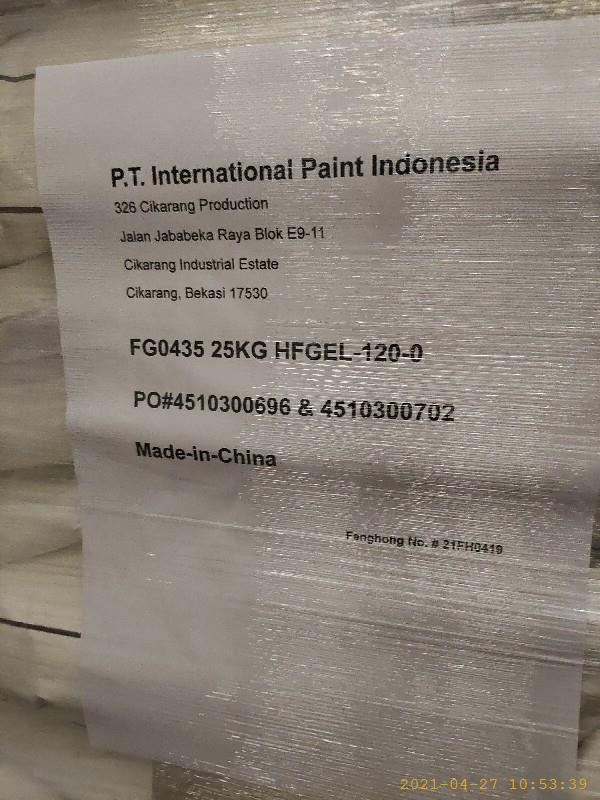 P.T. International Paint Indonesia
326 Cikarang Production
Jalan Jababeka Raya Blok E9-11
Cikarang Industrial Estate
Cikarang, Bekasi 17530
FG0435 25KG HFGEL-120-0
PO#4510300696 & 4510300702
Made-in-China
Fenghong No. # 21FH0419
2021-04-27 10:53:39